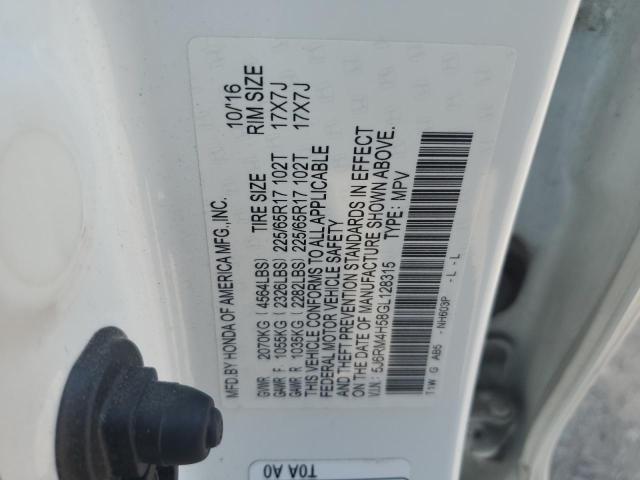 MFD.BY HONDA OF AMERICA MFG.,INC. 10/16
TIRE SIZE RIM SIZE
GVWR 2070KG (4564LBS)
GAWR F 1055KG (2326LBS) 225/65R17 102T 17X7J
GAWR R 1035KG (2282LBS) 225/65R17 102T 17X7J
THIS VEHICLE CONFORMS TO ALL APPLICABLE
FEDERAL MOTOR VEHICLE SAFETY
AND THEFT PREVENTION STANDARDS IN EFFECT
ON THE DATE OF MANUFACTURE SHOWN ABOVE.
V.I.N: 5J6RM4H58GL128315 TYPE: MPV
T1W G AB5 NH603P - L - L
T0A A0